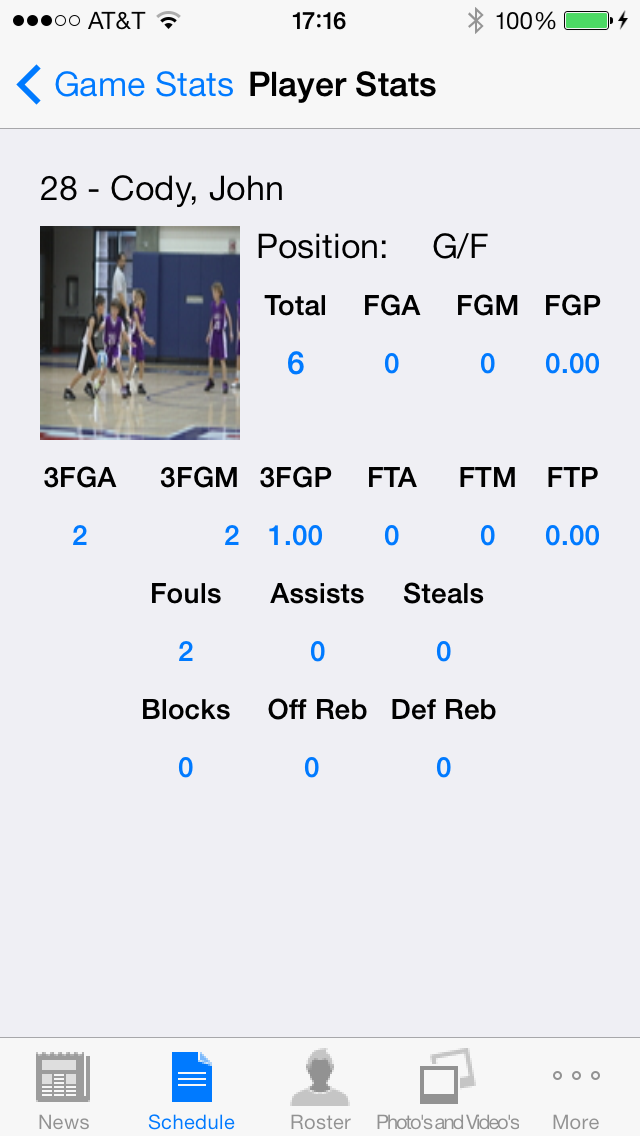 AT&T 17:16 100%
Game Stats Player Stats
28 - Cody, John
Position: G/F
Total FGA FGM FGP
6 0 0 0.00
3FGA 3FGM 3FGP FTA FTM FTP
2 2 1.00 0 0 0.00
Fouls Assists Steals
2 0 0
Blocks Off Reb Def Reb
0 0 0
News Schedule Roster Photo's and Video's More